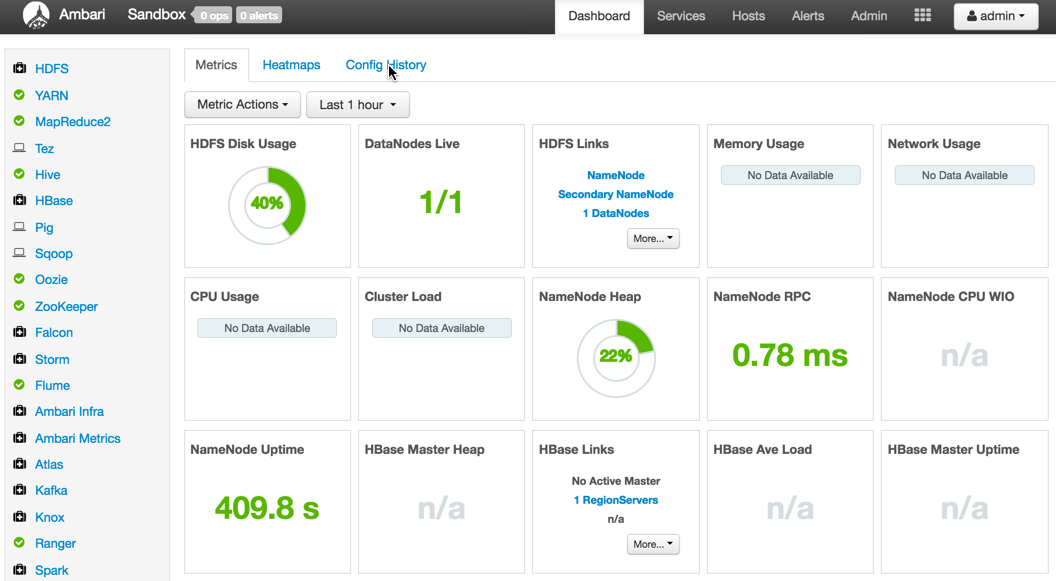 Ambari Sandbox 0 ops 0 alerts Dashboard Services Hosts Alerts Admin admin
HDFS
YARN
MapReduce2
Tez
Hive
HBase
Pig
Sqoop
Oozie
ZooKeeper
Falcon
Storm
Flume
Ambari Infra
Ambari Metrics
Atlas
Kafka
Knox
Ranger
Spark
Metrics Heatmaps Config History
Metric Actions Last 1 hour
HDFS Disk Usage
40%
DataNodes Live
1/1
HDFS Links
NameNode
Secondary NameNode
1 DataNodes
More...
Memory Usage
No Data Available
Network Usage
No Data Available
CPU Usage
No Data Available
Cluster Load
No Data Available
NameNode Heap
22%
NameNode RPC
0.78 ms
NameNode CPU WIO
n/a
NameNode Uptime
409.8 s
HBase Master Heap
n/a
HBase Links
No Active Master
1 RegionServers
n/a
More...
HBase Ave Load
n/a
HBase Master Uptime
n/a